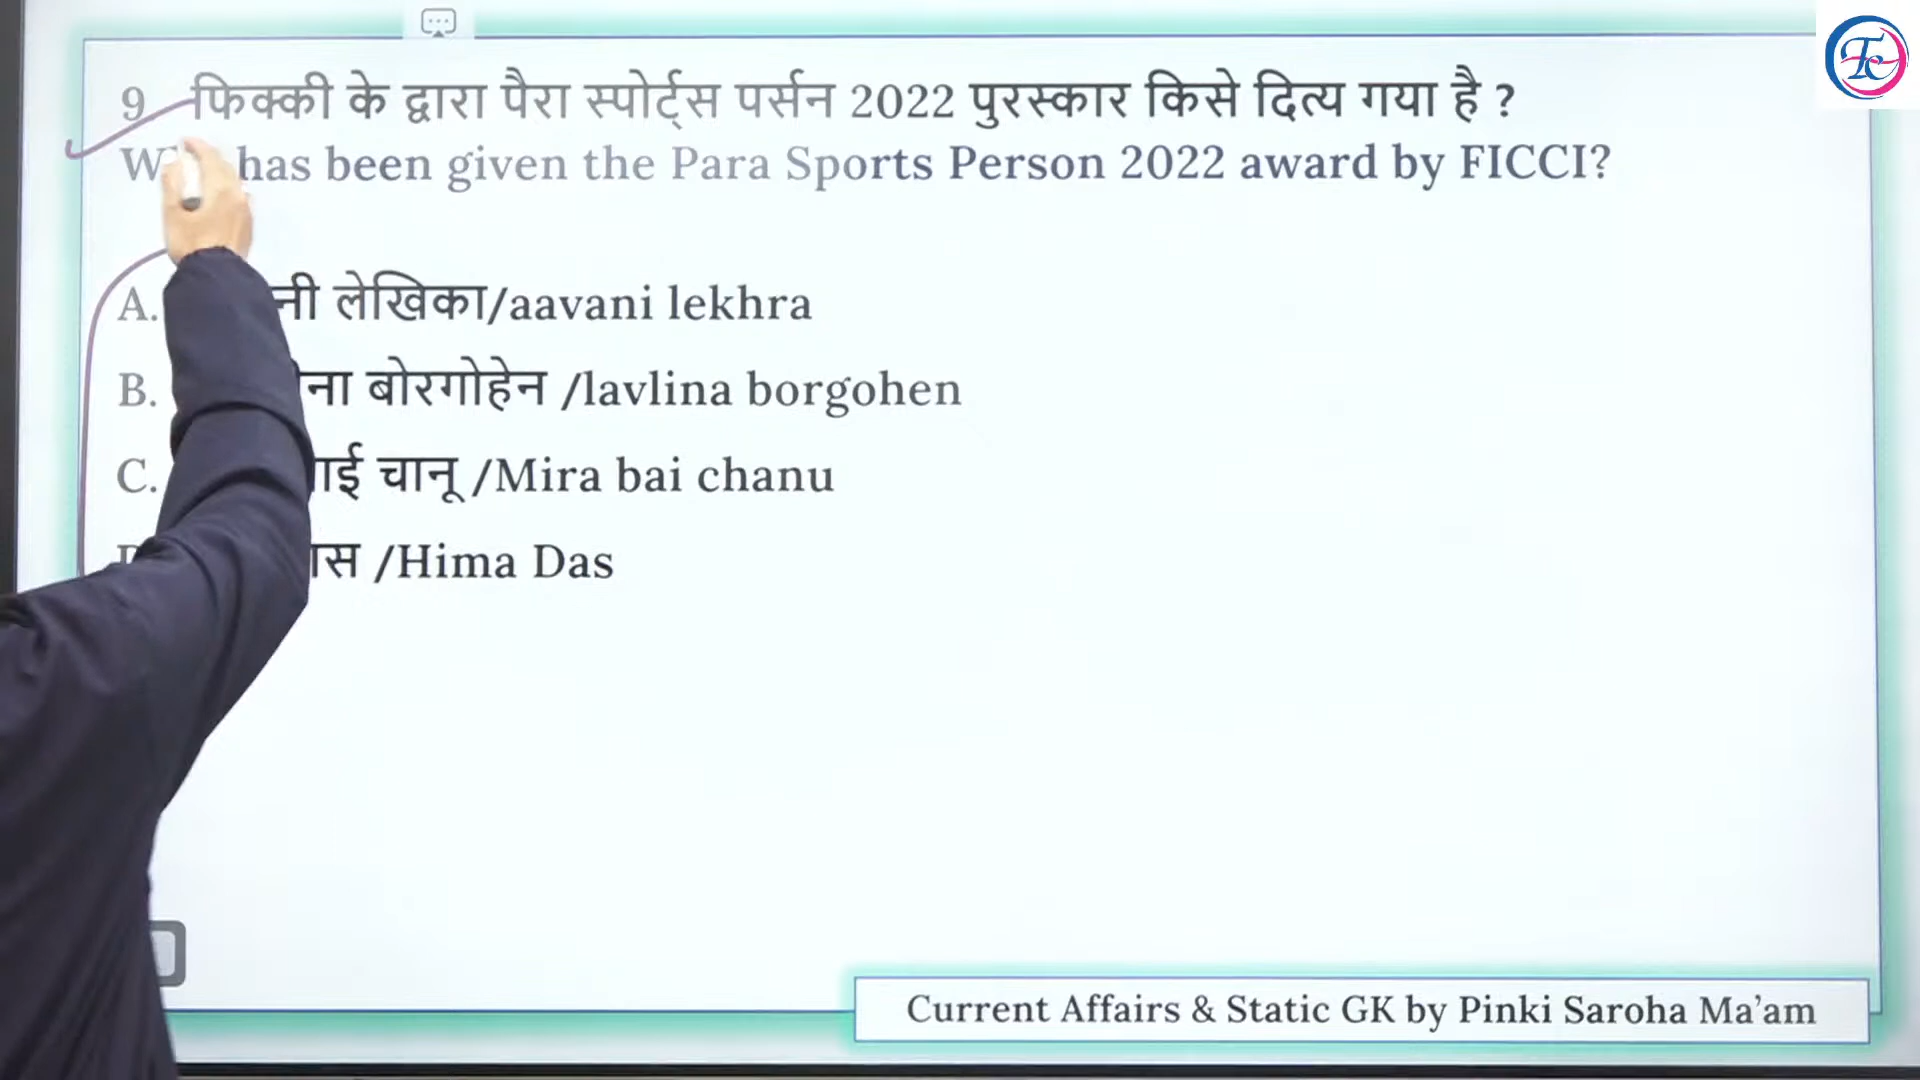 9 फिक्की के द्वारा पैरा स्पोर्ट्स पर्सन 2022 पुरस्कार किसे दित्य गया है ?
has been given the Para Sports Person 2022 award by FICCI?
A. लेखिका/aavani lekhra
B. बोरगोहेन /lavlina borgohen
C. चानू /Mira bai chanu
/Hima Das
Current Affairs & Static GK by Pinki Saroha Ma’am